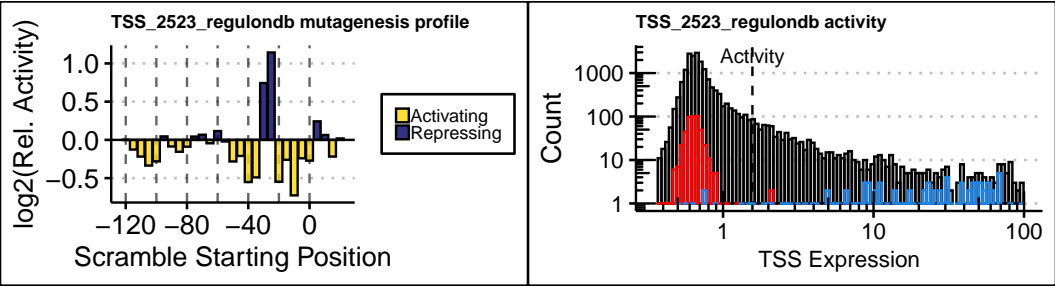 TSS_2523_regulondb mutagenesis profile
log2(Rel. Activity)
1.0
0.5
0.0
−0.5
−120
−80
−40
0
Scramble Starting Position
Activating
Repressing
TSS_2523_regulondb activity
Activity
Count
1000
100
10
1
1
10
100
TSS Expression